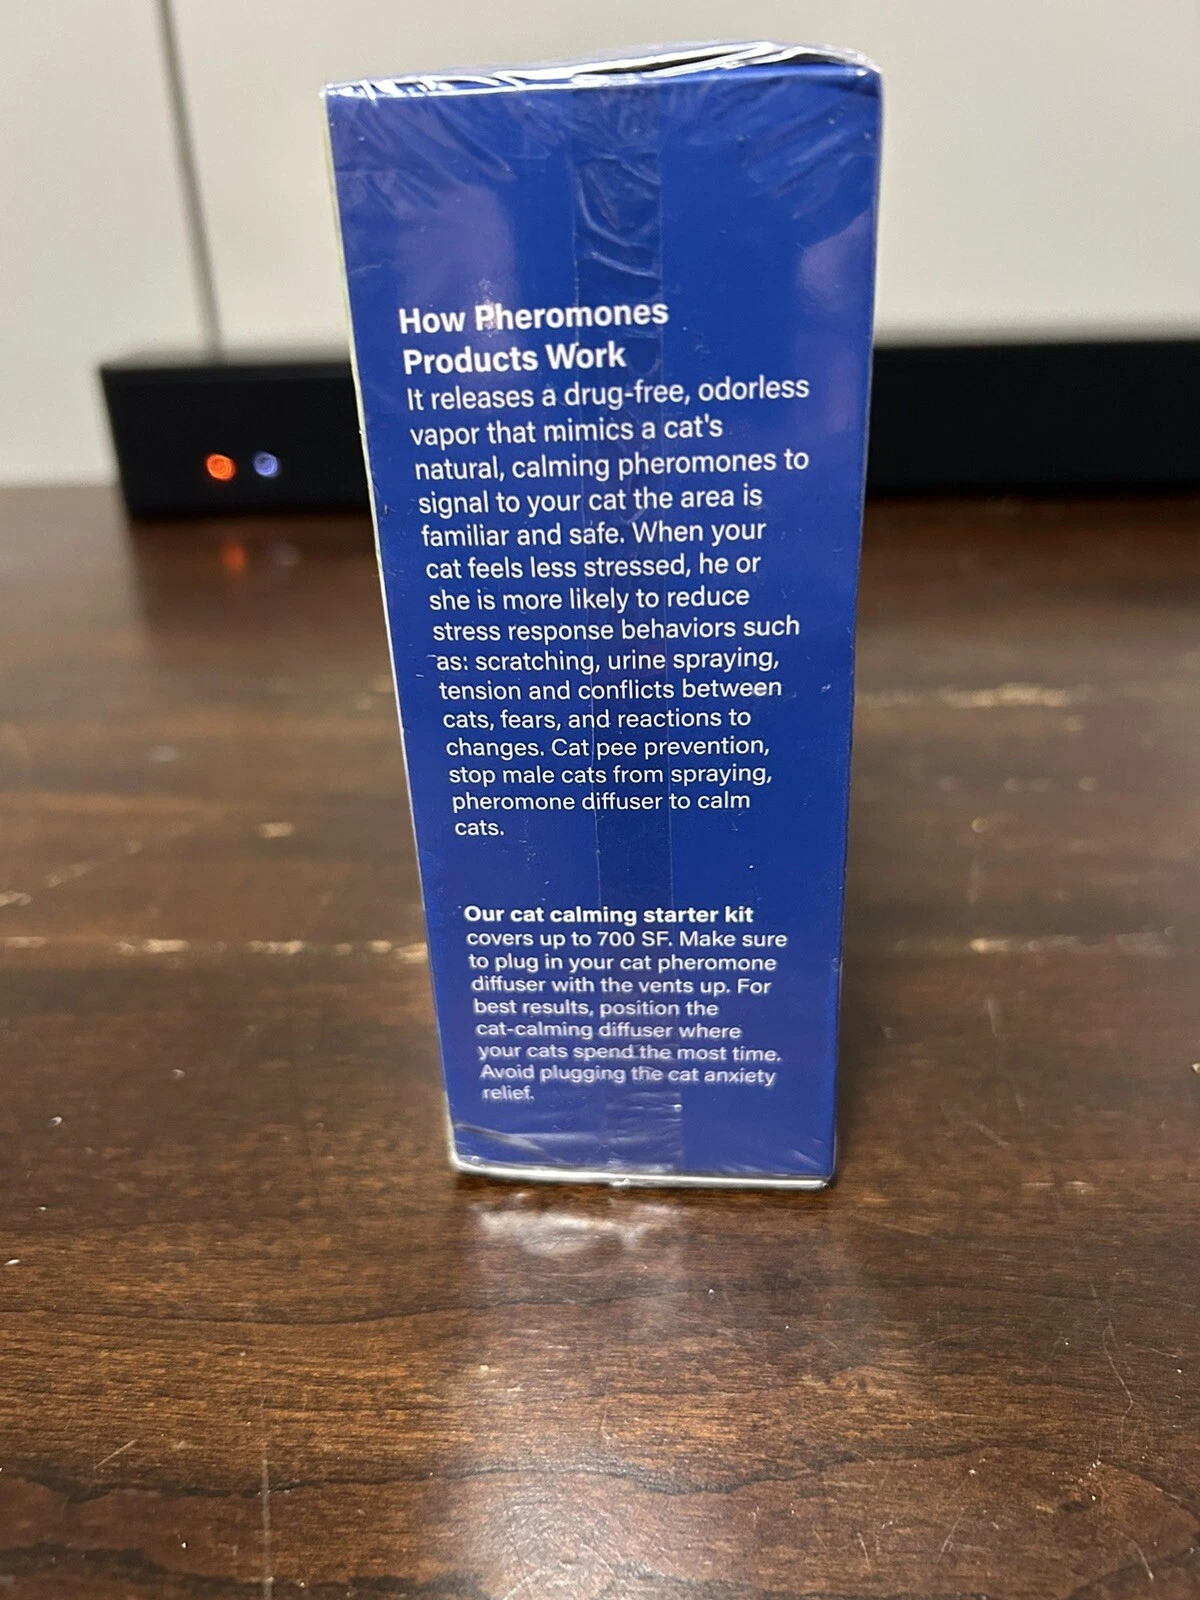 How Pheromones
Products Work
It releases a drug-free, odorless
vapor that mimics a cat's
natural, calming pheromones to
signal to your cat the area is
familiar and safe. When your
cat feels less stressed, he or
she is more likely to reduce
stress response behaviors such
as: scratching, urine spraying,
tension and conflicts between
cats, fears, and reactions to
changes. Cat pee prevention,
stop male cats from spraying,
pheromone diffuser to calm
cats.
Our cat calming starter kit
covers up to 700 SF. Make sure
to plug in your cat pheromone
diffuser with the vents up. For
best results, position the
cat-calming diffuser where
your cats spend the most time.
Avoid plugging the cat anxiety
relief.